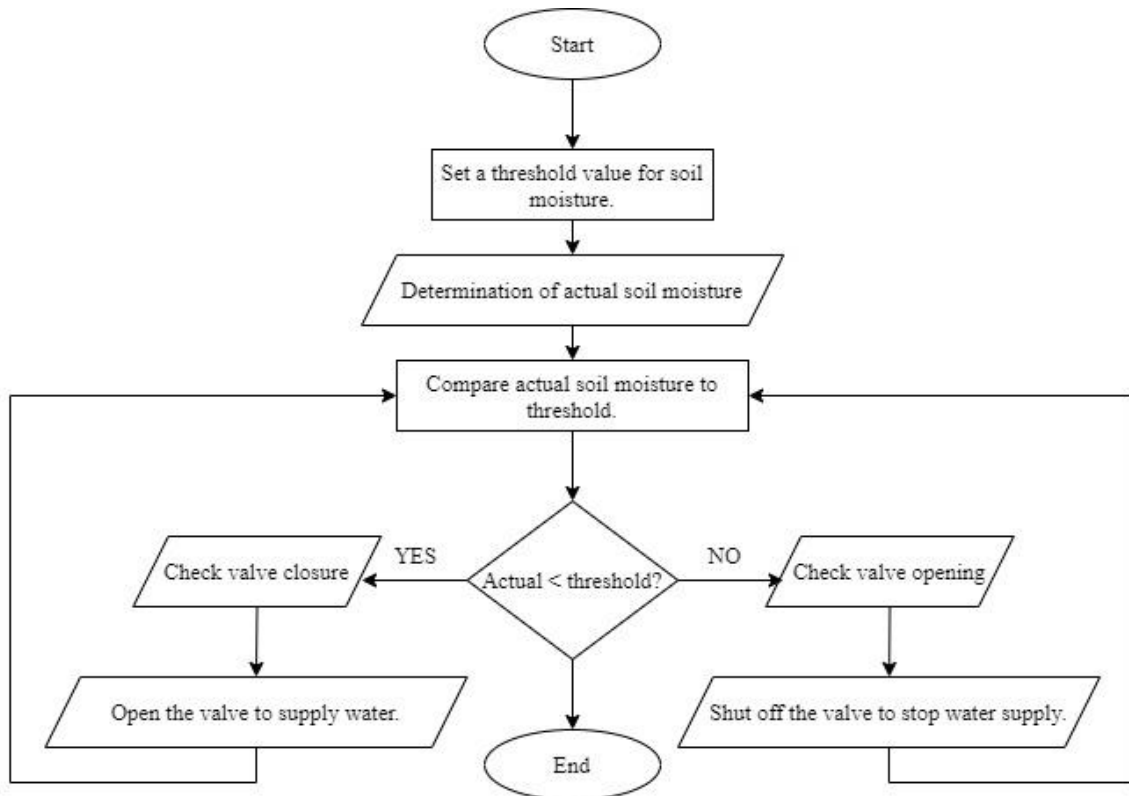 Start
Set a threshold value for soil
moisture.
Determination of actual soil moisture
Compare actual soil moisture to
threshold.
YES
NO
Check valve closure
Actual < threshold?
Check valve opening
Open the valve to supply water.
Shut off the valve to stop water supply.
End